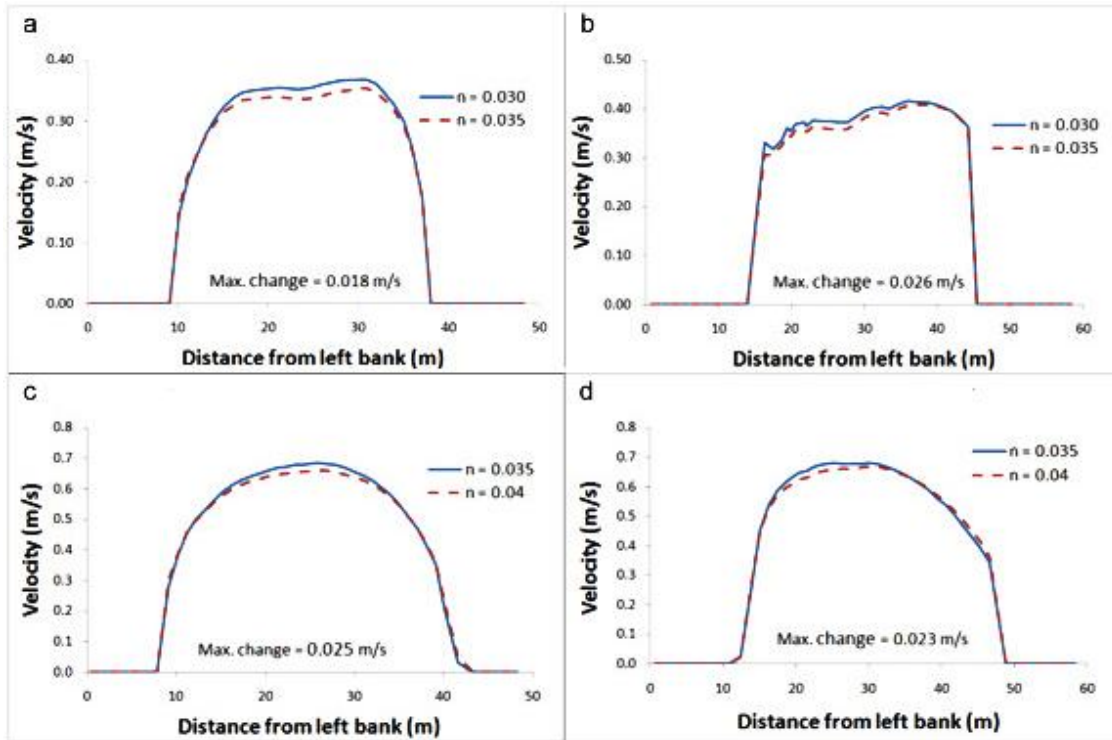 a
0.40
0.30
0.20
0.10
0.00
Velocity (m/s)
n = 0.030
n = 0.035
Max. change = 0.018 m/s
0 10 20 30 40 50
Distance from left bank (m)
b
0.50
0.40
0.30
0.20
0.10
0.00
Velocity (m/s)
n = 0.030
n = 0.035
Max. change = 0.026 m/s
0 10 20 30 40 50 60
Distance from left bank (m)
c
0.8
0.7
0.6
0.5
0.4
0.3
0.2
0.1
0.0
Velocity (m/s)
n = 0.035
n = 0.04
Max. change = 0.025 m/s
0 10 20 30 40 50
Distance from left bank (m)
d
0.8
0.7
0.6
0.5
0.4
0.3
0.2
0.1
0.0
Velocity (m/s)
n = 0.035
n = 0.04
Max. change = 0.023 m/s
0 10 20 30 40 50 60
Distance from left bank (m)